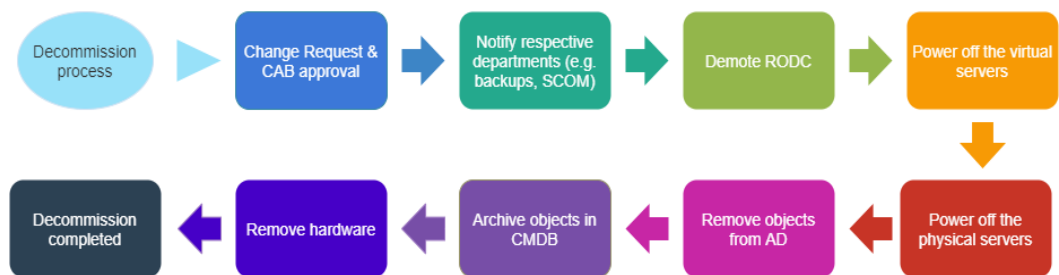 Decommission
process
Change Request &
CAB approval
Notify respective
departments (e.g.
backups, SCOM)
Demote RODC
Power off the virtual
servers
Power off the
physical servers
Remove objects
from AD
Archive objects in
CMDB
Remove hardware
Decommission
completed